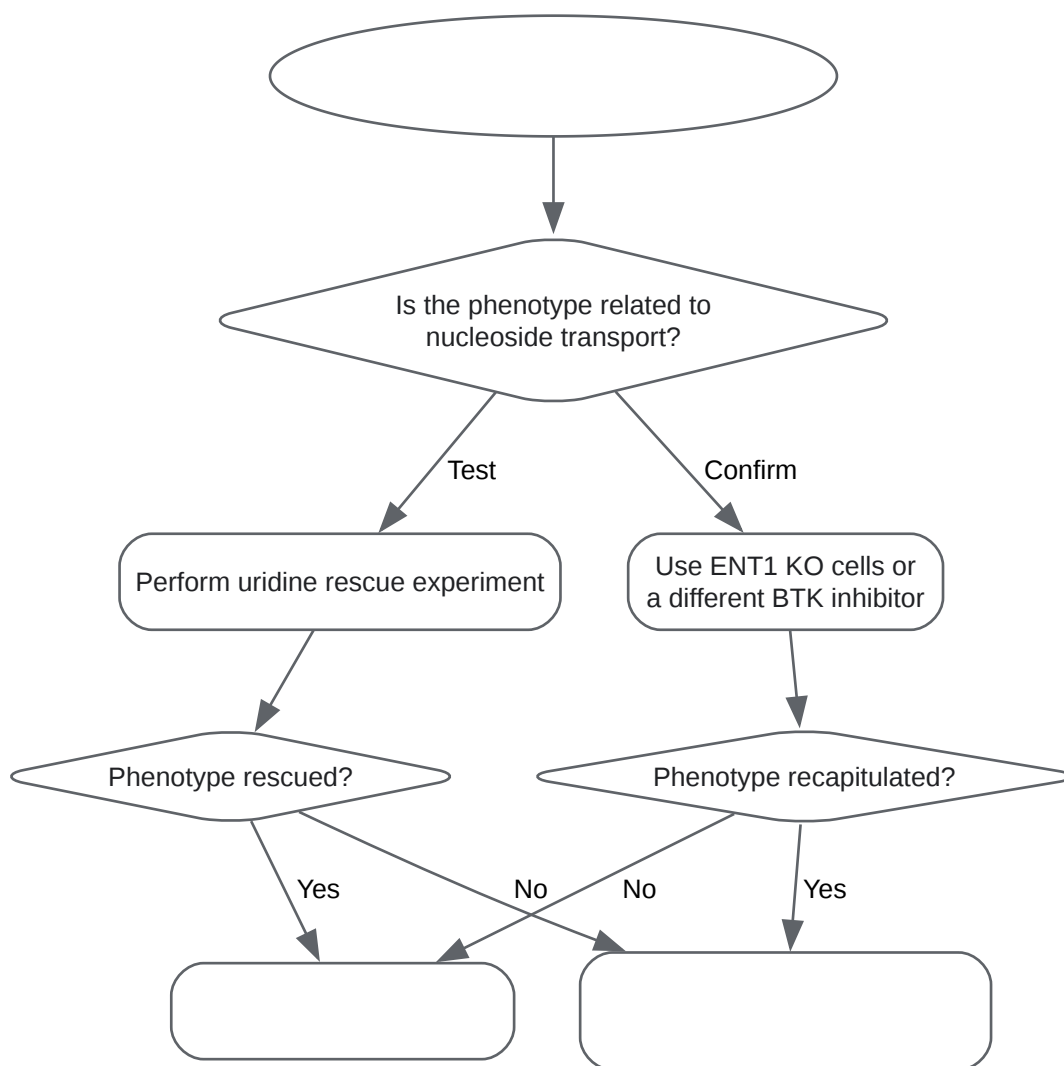 Is the phenotype related to
nucleoside transport?
Test
Confirm
Perform uridine rescue experiment
Use ENT1 KO cells or
a different BTK inhibitor
Phenotype rescued?
Phenotype recapitulated?
Yes
No
No
Yes